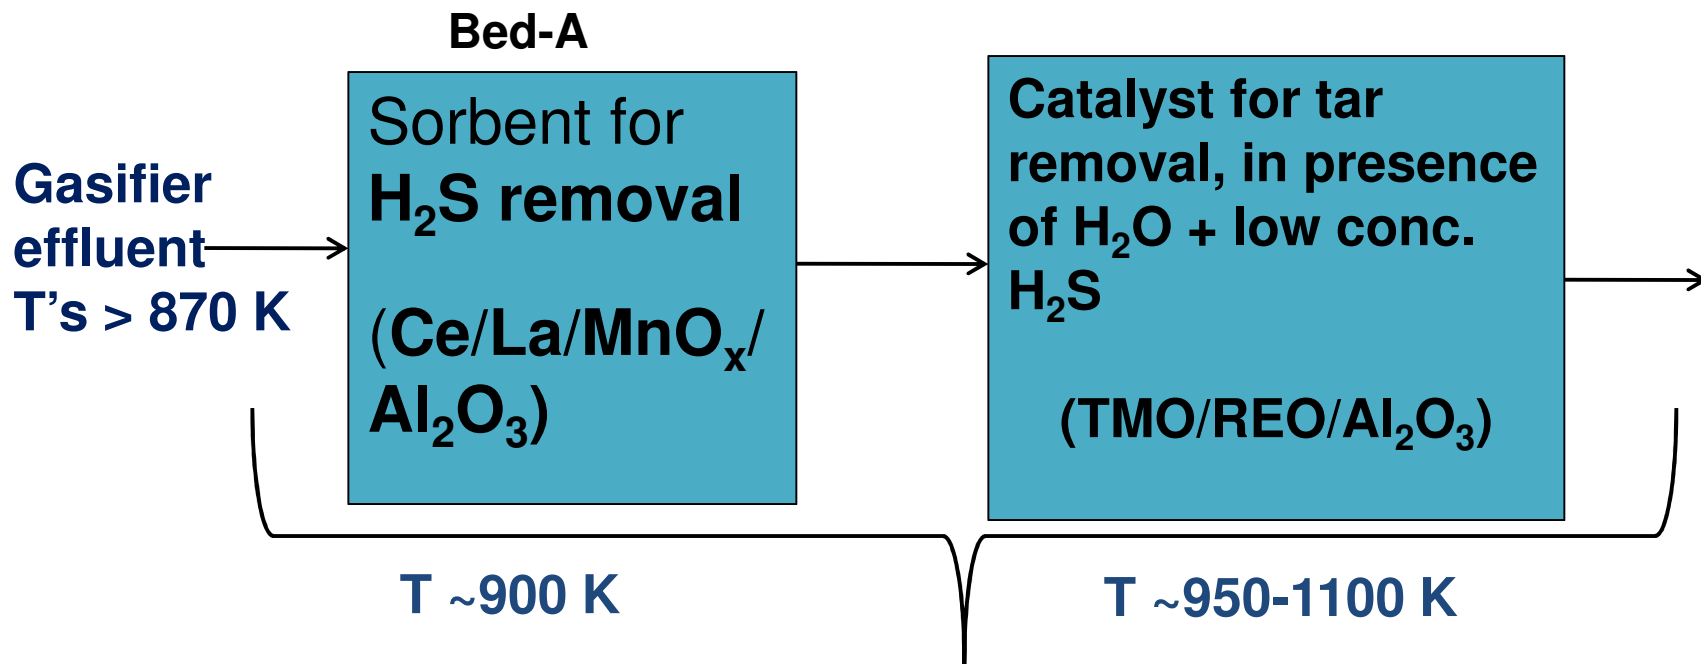 Bed-A
Gasifier
effluent
T's > 870 K
Sorbent for
H₂S removal
(Ce/La/MnOₓ/
Al₂O₃)
Catalyst for tar
removal, in presence
of H₂O + low conc.
H₂S
(TMO/REO/Al₂O₃)
T ~900 K
T ~950-1100 K